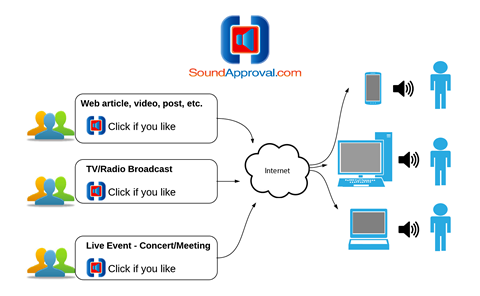 SoundApproval.com
Web article, video, post, etc.
Click if you like
TV/Radio Broadcast
Click if you like
Internet
Live Event - Concert/Meeting
Click if you like